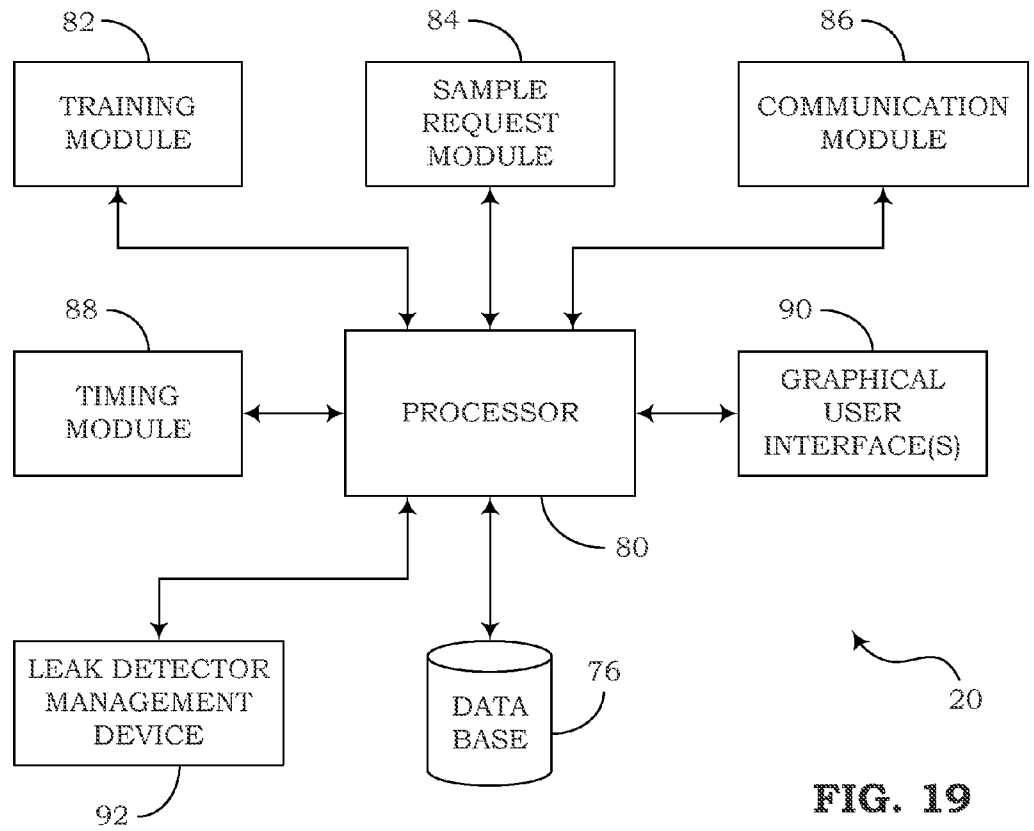 82
84
86
TRAINING
MODULE
SAMPLE
REQUEST
MODULE
COMMUNICATION
MODULE
88
90
TIMING
MODULE
PROCESSOR
GRAPHICAL
USER
INTERFACE(S)
80
LEAK DETECTOR
MANAGEMENT
DEVICE
DATA
BASE
76
20
92
FIG. 19